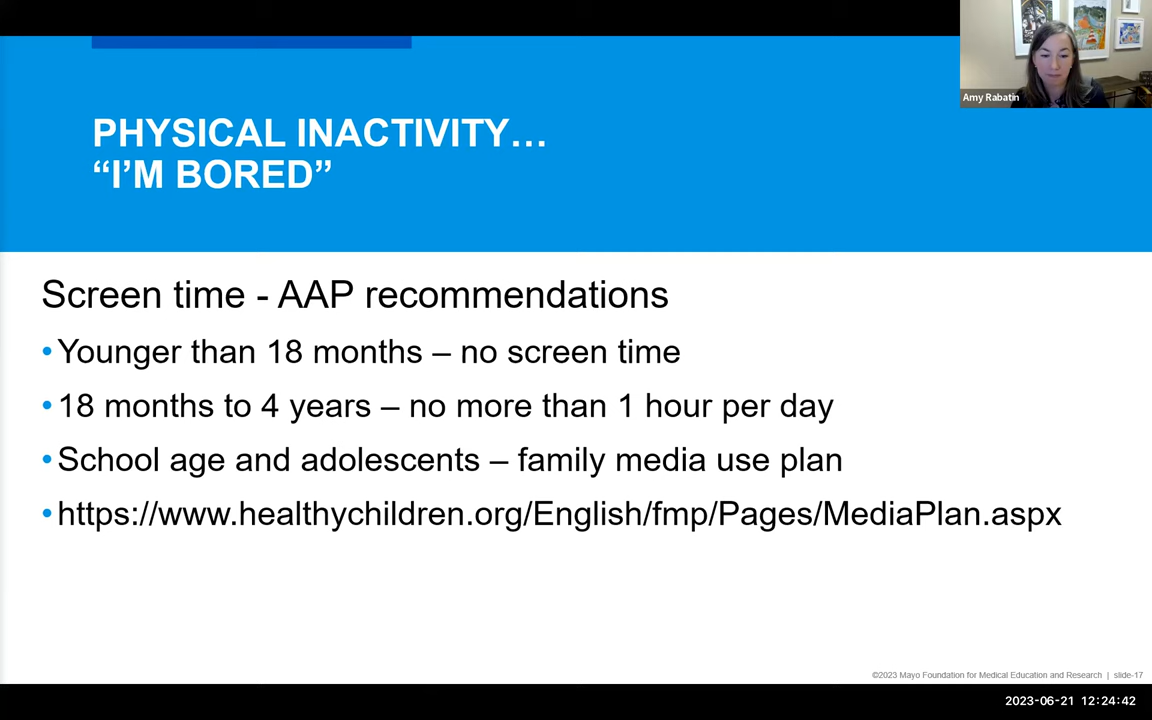 PHYSICAL INACTIVITY…
“I’M BORED”
Amy Rabatin
Screen time - AAP recommendations
•Younger than 18 months – no screen time
•18 months to 4 years – no more than 1 hour per day
•School age and adolescents – family media use plan
•https://www.healthychildren.org/English/fmp/Pages/MediaPlan.aspx
©2023 Mayo Foundation for Medical Education and Research | slide-17
2023-06-21 12:24:42